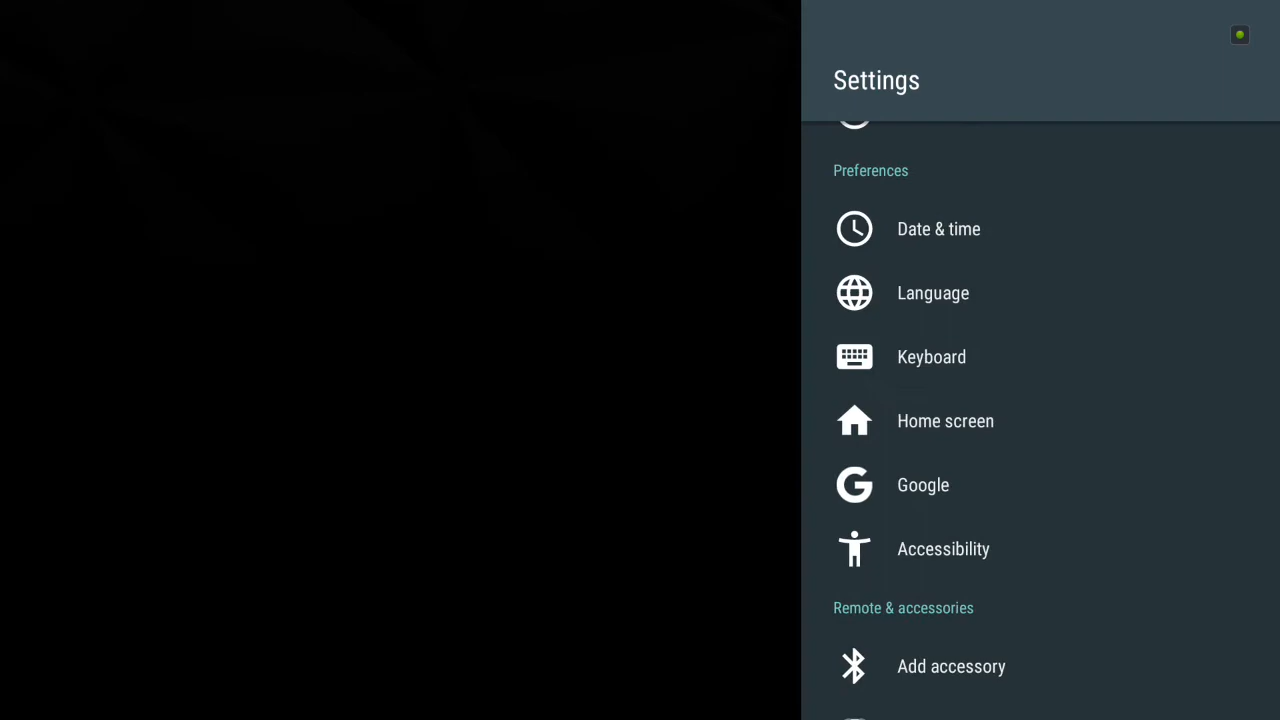 Settings
Preferences
Date & time
Language
Keyboard
Home screen
Google
Accessibility
Remote & accessories
Add accessory